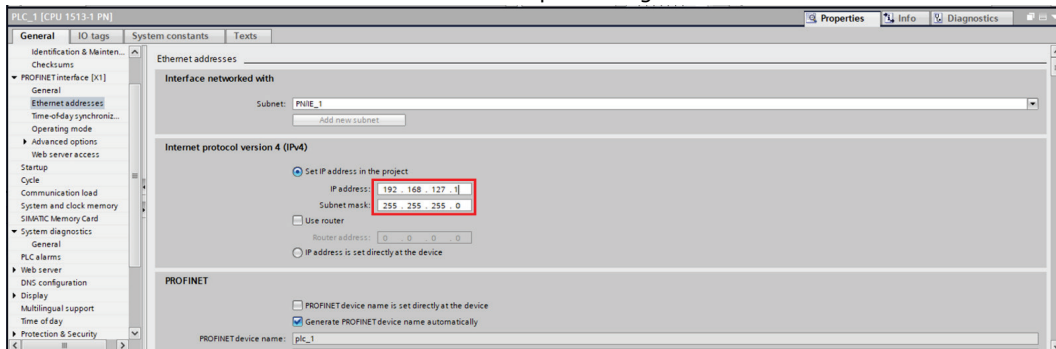 PLC_1 [CPU 1513-1 PN]
Properties
Info
Diagnostics
General
IO tags
System constants
Texts
Identification & Mainten...
Checksums
PROFINET interface [X1]
General
Ethernet addresses
Time-of-day synchroniz...
Operating mode
Advanced options
Web server access
Startup
Cycle
Communication load
System and clock memory
SIMATIC Memory Card
System diagnostics
General
PLC alarms
Web server
DNS configuration
Display
Multilingual support
Time of day
Protection & Security
Ethernet addresses
Interface networked with
Subnet: PN/IE_1
Add new subnet
Internet protocol version 4 (IPv4)
Set IP address in the project
IP address: 192 . 168 . 127 . 1
Subnet mask: 255 . 255 . 255 . 0
Use router
Router address: 0 . 0 . 0 . 0
IP address is set directly at the device
PROFINET
PROFINET device name is set directly at the device
Generate PROFINET device name automatically
PROFINET device name: plc_1